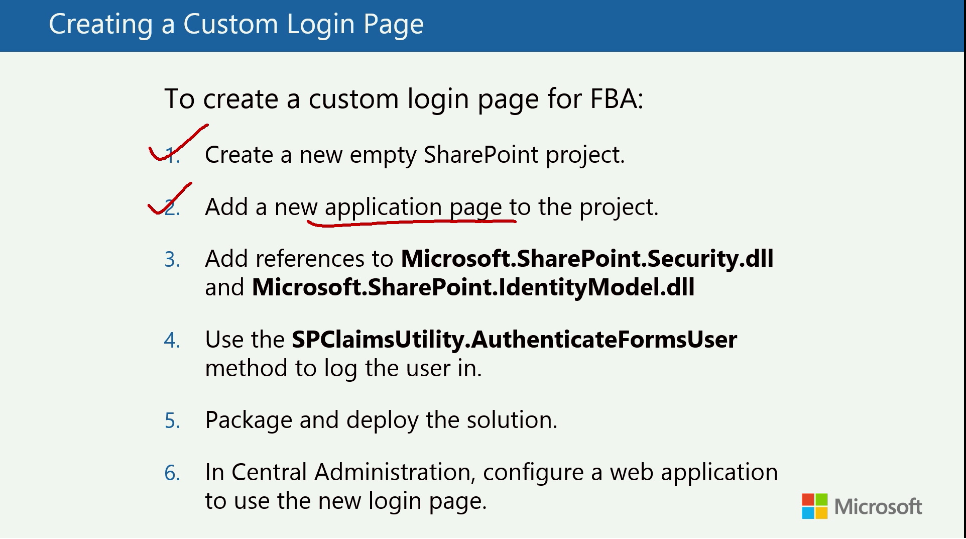 Creating a Custom Login Page
To create a custom login page for FBA:
1. Create a new empty SharePoint project.
2. Add a new application page to the project.
3. Add references to Microsoft.SharePoint.Security.dll
and Microsoft.SharePoint.IdentityModel.dll
4. Use the SPClaimsUtility.AuthenticateFormsUser
method to log the user in.
5. Package and deploy the solution.
6. In Central Administration, configure a web application
to use the new login page.
Microsoft